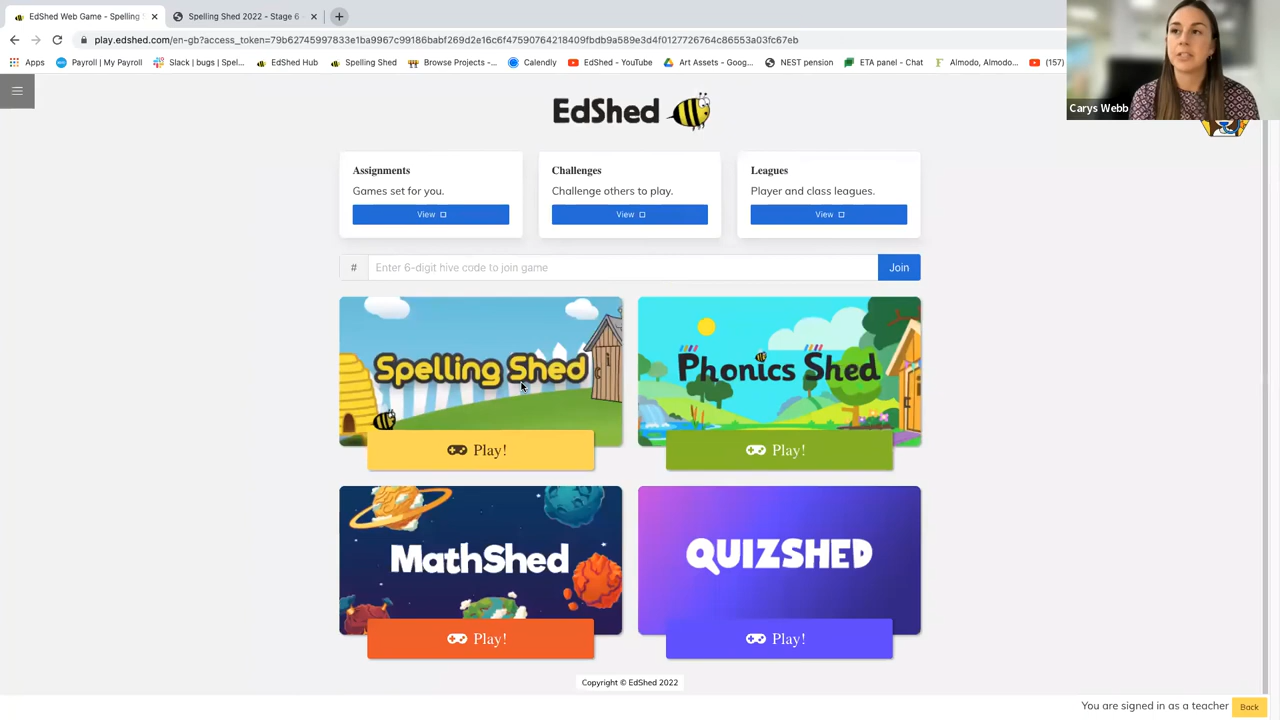 EdShed Web Game - Spelling
Spelling Shed 2022 - Stage 6 -
play.edshed.com/en-gb?access_token=79b62745997833e1ba9967c99186babf269d2e16c6f47590764218409fbdb9a589e3d4f0127726764c86553a03fc67eb
Apps
Payroll | My Payroll
Slack | bugs | Spel...
EdShed Hub
Spelling Shed
Browse Projects -...
Calendly
EdShed - YouTube
Art Assets - Goog...
NEST pension
ETA panel - Chat
Almodo, Almodo...
(157)
Carys Webb
EdShed
Assignments
Games set for you.
View
Challenges
Challenge others to play.
View
Leagues
Player and class leagues.
View
# Enter 6-digit hive code to join game
Join
Spelling Shed
Play!
Phonics Shed
Play!
MathShed
Play!
QUIZSHED
Play!
Copyright © EdShed 2022
You are signed in as a teacher
Back